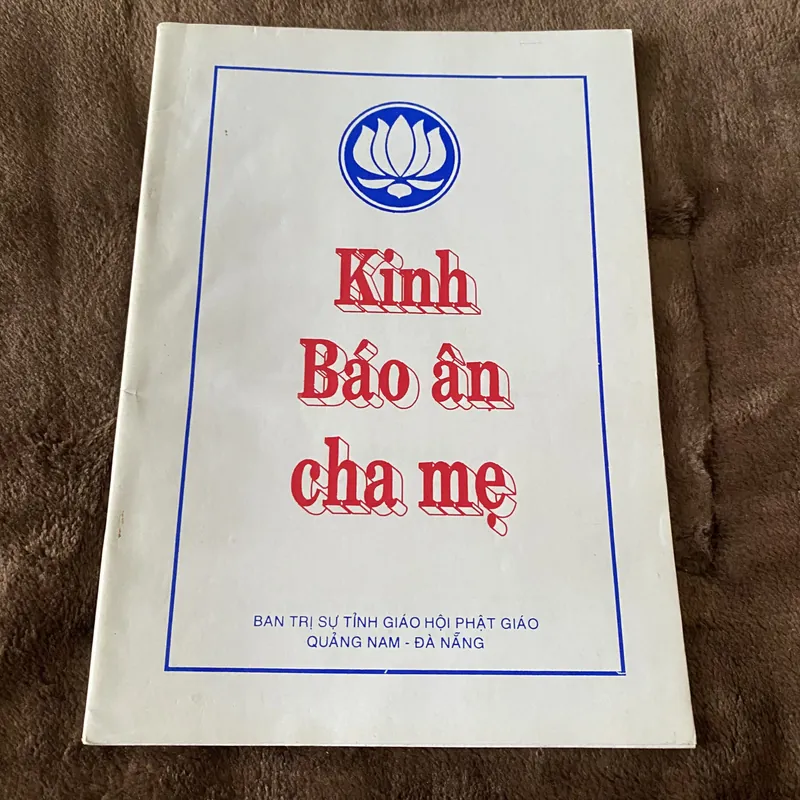 Kinh
Báo ân
cha mẹ
BAN TRỊ SỰ TỈNH GIÁO HỘI PHẬT GIÁO
QUẢNG NAM - ĐÀ NẴNG